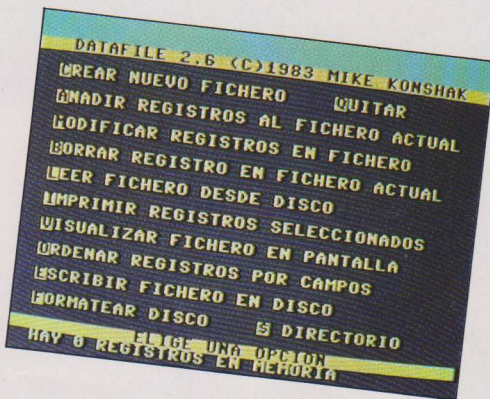 DATAFILE 2.6 (C)1983 MIKE KONSHAK
CREAR NUEVO FICHERO QUITAR
AÑADIR REGISTROS AL FICHERO ACTUAL
MODIFICAR REGISTROS EN FICHERO
BORRAR REGISTRO EN FICHERO ACTUAL
LEER FICHERO DESDE DISCO
IMPRIMIR REGISTROS SELECCIONADOS
VISUALIZAR FICHERO EN PANTALLA
ORDENAR REGISTROS POR CAMPOS
ESCRIBIR FICHERO EN DISCO
FORMATEAR DISCO $ DIRECTORIO
ELIGE UNA OPCION
HAY 0 REGISTROS EN MEMORIA